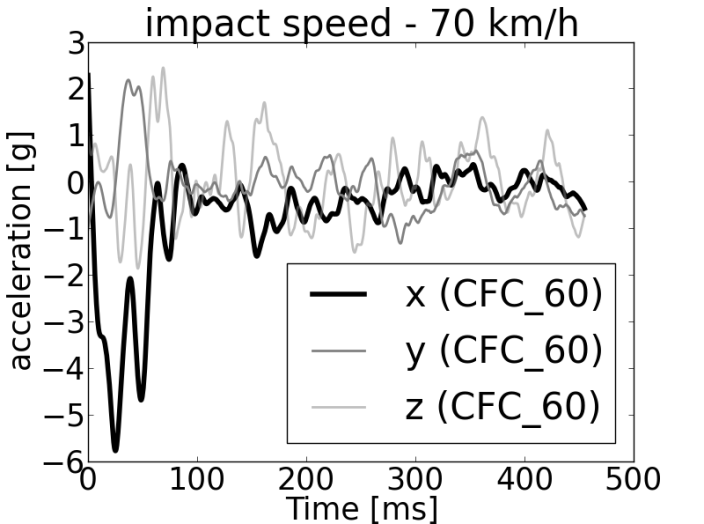 impact speed - 70 km/h
3
2
1
0
−1
−2
−3
−4
−5
−6
acceleration [g]
x (CFC_60)
y (CFC_60)
z (CFC_60)
0 100 200 300 400 500
Time [ms]